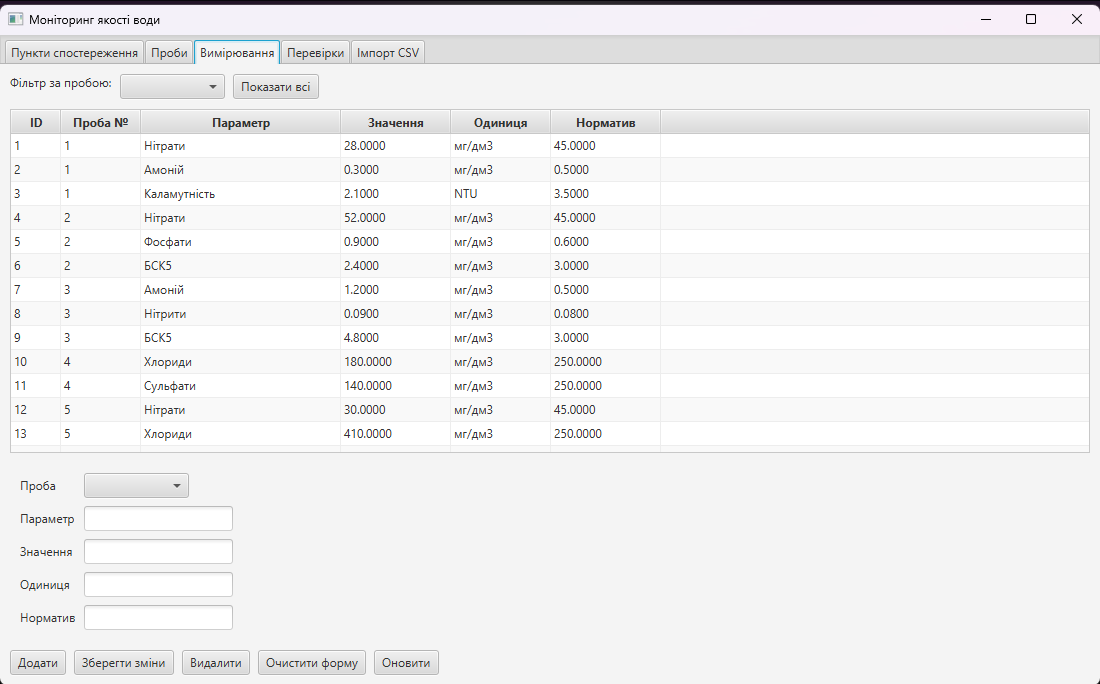 Моніторинг якості води
Пункти спостереження Проби Вимірювання Перевірки Імпорт CSV
Фільтр за пробою: Показати всі
ID Проба № Параметр Значення Одиниця Норматив
1 1 Нітрати 28.0000 мг/дм3 45.0000
2 1 Амоній 0.3000 мг/дм3 0.5000
3 1 Каламутність 2.1000 NTU 3.5000
4 2 Нітрати 52.0000 мг/дм3 45.0000
5 2 Фосфати 0.9000 мг/дм3 0.6000
6 2 БСК5 2.4000 мг/дм3 3.0000
7 3 Амоній 1.2000 мг/дм3 0.5000
8 3 Нітрити 0.0900 мг/дм3 0.0800
9 3 БСК5 4.8000 мг/дм3 3.0000
10 4 Хлориди 180.0000 мг/дм3 250.0000
11 4 Сульфати 140.0000 мг/дм3 250.0000
12 5 Нітрати 30.0000 мг/дм3 45.0000
13 5 Хлориди 410.0000 мг/дм3 250.0000
Проба
Параметр
Значення
Одиниця
Норматив
Додати Зберегти зміни Видалити Очистити форму Оновити